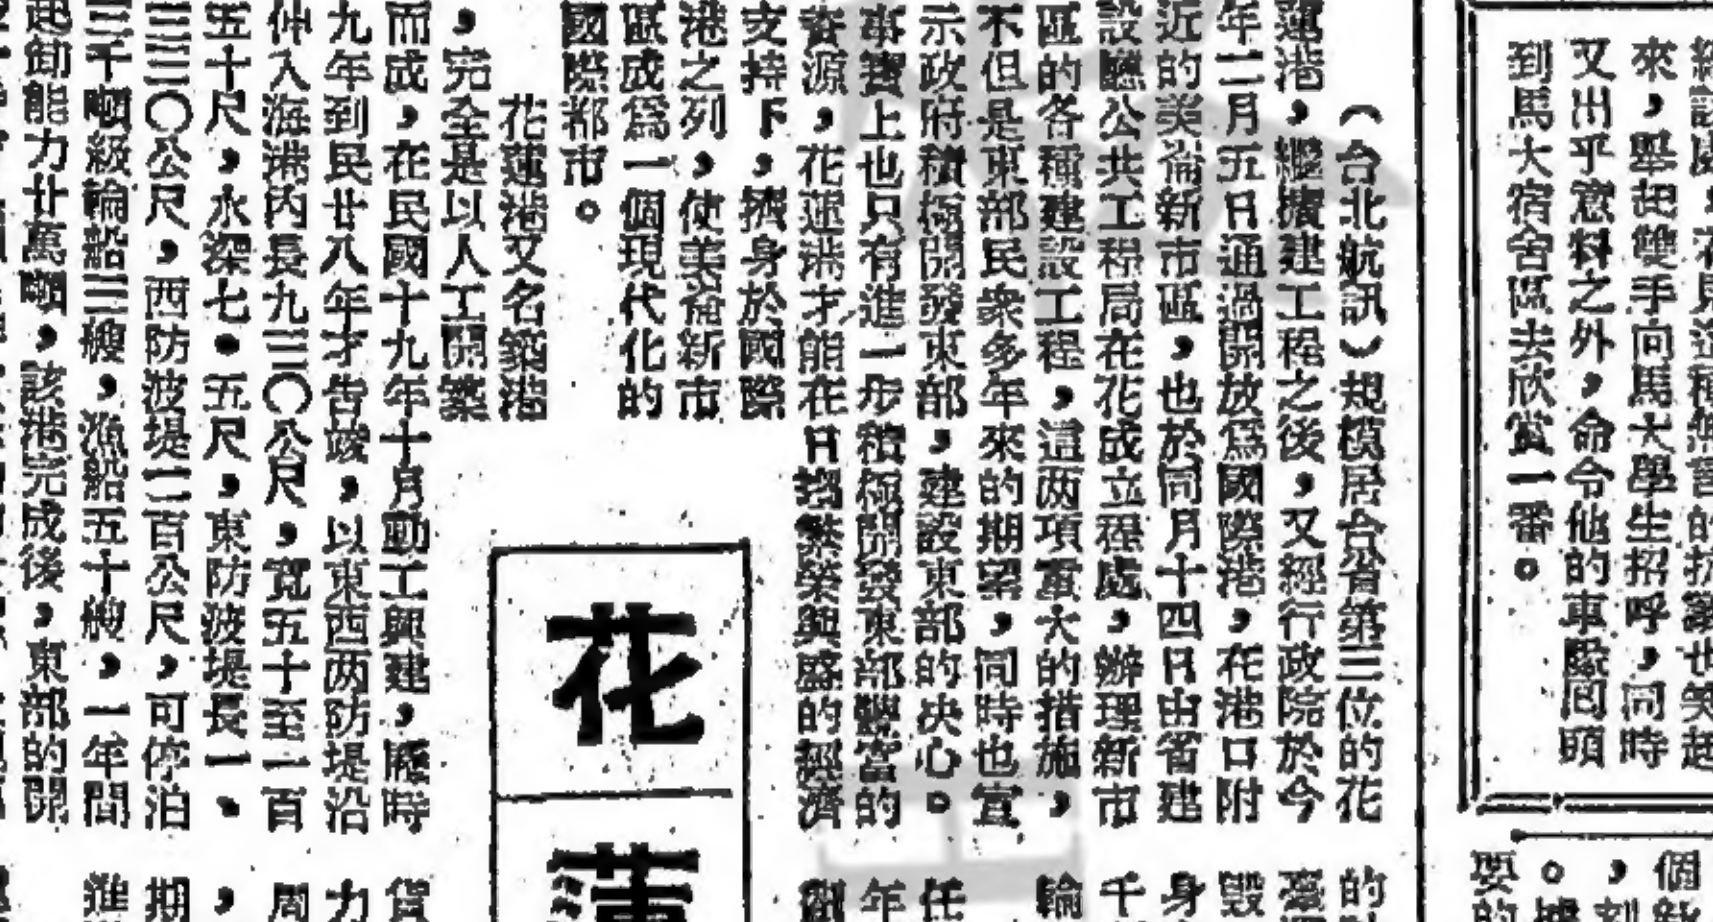 來，舉起雙手向馬大學生招呼，同時
又出乎意料之外，命令他的車隊回頭
到馬大宿舍區去欣賞一番。
（台北航訊）規模居台省第三位的花
蓮港，繼擴建工程之後，又經行政院於今
年二月五日通過開放爲國際港，在港口附
近的美崙新市區，也於同月十四日由省建
設廳公共工程局在花成立程處，辦理新市
區的各種建設工程，這兩項重大的措施，
不但是東部民衆多年來的期望，同時也宣
示政府積極開發東部，建設東部的决心。
事實上也只有進一步積極開發東部豐富的
資源，花蓮港才能在日趨繁榮興盛的經濟
支持下，擠身於國際
港之列，使美崙新市
區成爲一個現代化的
國際都市。
花蓮港又名築港
，完全是以人工開築
而成，在民國十九年十月動工興建，歷時
九年到民廿八年才告竣，以東西兩防堤沿
伸入海港內長九三〇公尺，寬五十至一百
五十尺，水深七•五尺，東防波堤長一、
三三〇公尺，西防波堤二百公尺，可停泊
三千噸級輪船三艘，漁船五十艘，一年間
起卸能力廿萬噸，該港完成後，東部的開
花
蓮